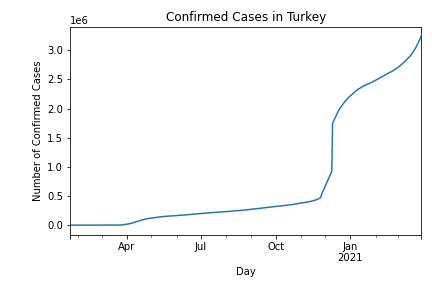 Confirmed Cases in Turkey
1e6
3.0
2.5
2.0
1.5
1.0
0.5
0.0
Number of Confirmed Cases
Apr
Jul
Oct
Jan
2021
Day